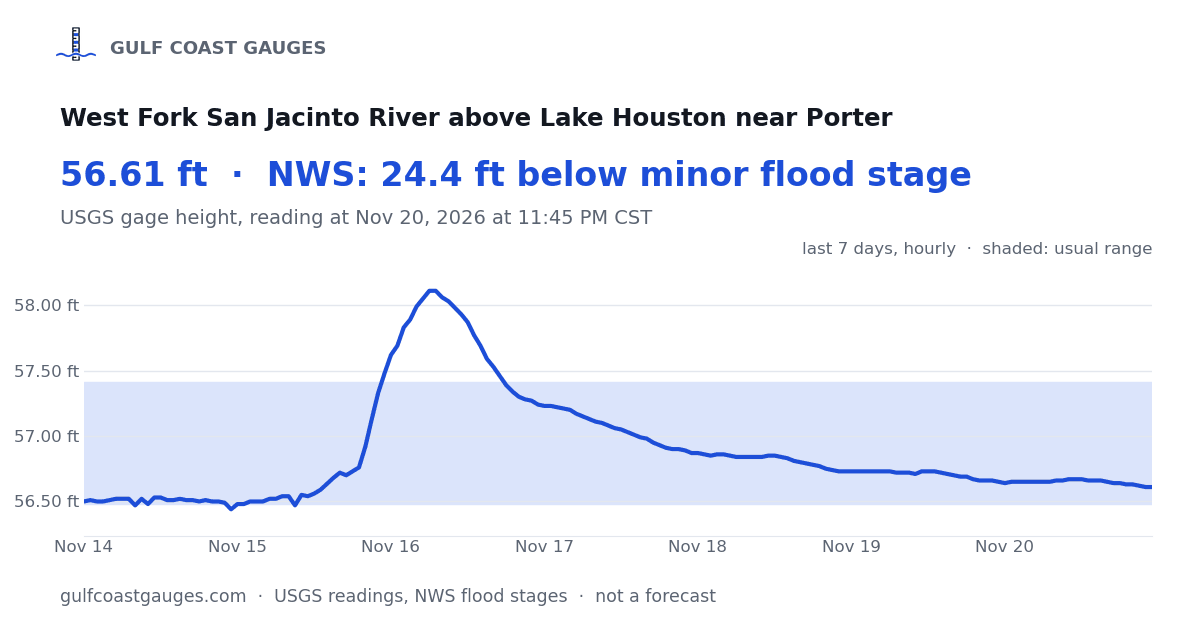 GULF COAST GAUGES
West Fork San Jacinto River above Lake Houston near Porter
56.61 ft · NWS: 24.4 ft below minor flood stage
USGS gage height, reading at Nov 20, 2026 at 11:45 PM CST
last 7 days, hourly · shaded: usual range
58.00 ft
57.50 ft
57.00 ft
56.50 ft
Nov 14 Nov 15 Nov 16 Nov 17 Nov 18 Nov 19 Nov 20
gulfcoastgauges.com · USGS readings, NWS flood stages · not a forecast